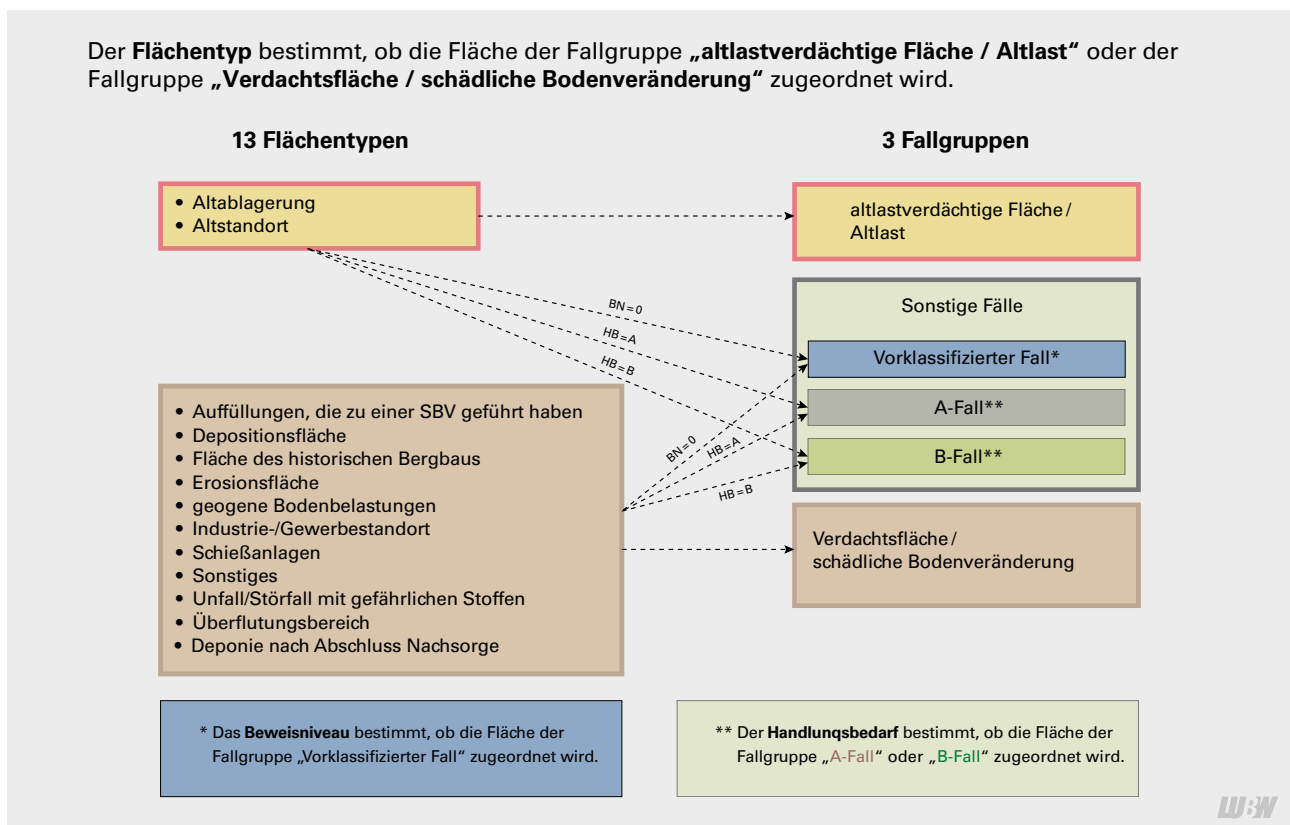 Der Flächentyp bestimmt, ob die Fläche der Fallgruppe „altlastverdächtige Fläche / Altlast“ oder der
Fallgruppe „Verdachtsfläche / schädliche Bodenveränderung“ zugeordnet wird.
13 Flächentypen
3 Fallgruppen
• Altablagerung
• Altstandort
altlastverdächtige Fläche /
Altlast
Sonstige Fälle
BN = 0
HB = A
HB = B
Vorklassifizierter Fall*
A-Fall**
B-Fall**
• Auffüllungen, die zu einer SBV geführt haben
• Depositionsfläche
• Fläche des historischen Bergbaus
• Erosionsfläche
• geogene Bodenbelastungen
• Industrie-/Gewerbestandort
• Schießanlagen
• Sonstiges
• Unfall/Störfall mit gefährlichen Stoffen
• Überflutungsbereich
• Deponie nach Abschluss Nachsorge
BN = 0
HB = A
HB = B
Verdachtsfläche /
schädliche Bodenveränderung
* Das Beweisniveau bestimmt, ob die Fläche der
Fallgruppe „Vorklassifizierter Fall“ zugeordnet wird.
** Der Handlungsbedarf bestimmt, ob die Fläche der
Fallgruppe „A-Fall“ oder „B-Fall“ zugeordnet wird.
LUBW